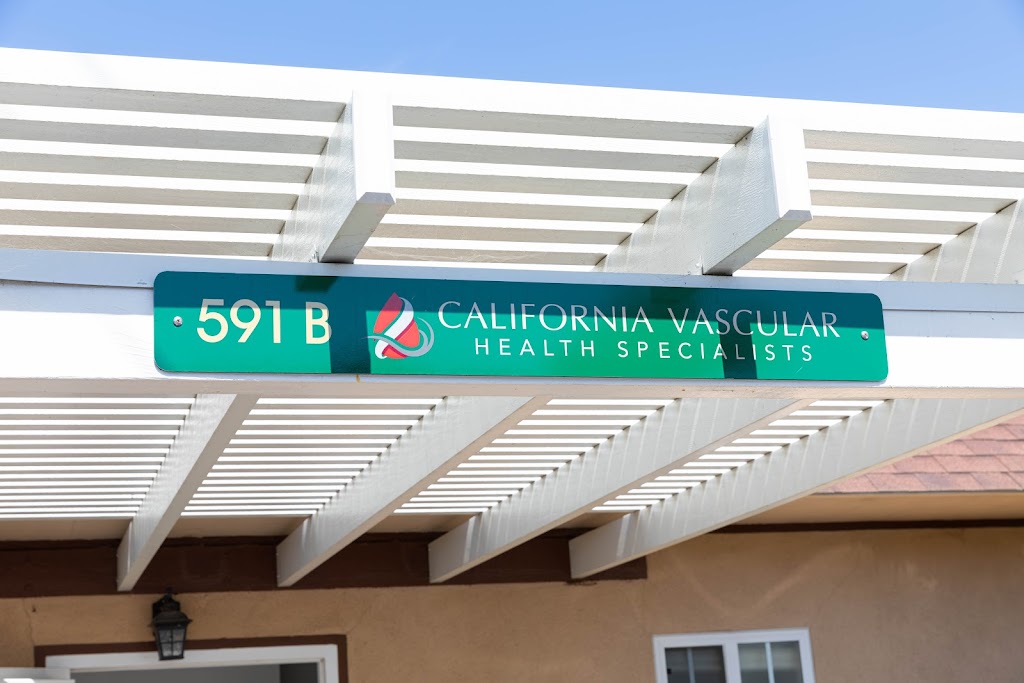 591 B
CALIFORNIA VASCULAR
HEALTH SPECIALISTS